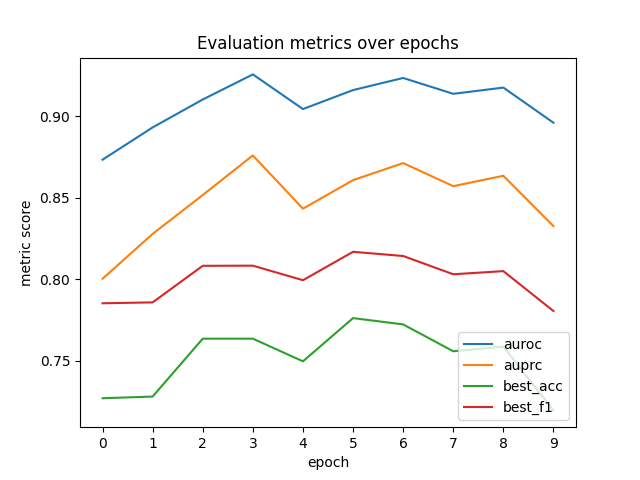 Evaluation metrics over epochs
metric score
0.90
0.85
0.80
0.75
auroc
auprc
best_acc
best_f1
0 1 2 3 4 5 6 7 8 9
epoch